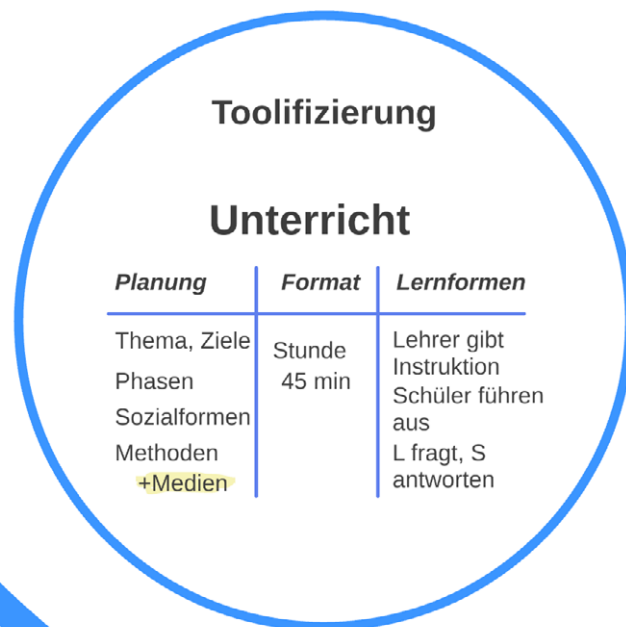 Toolifizierung
Unterricht
Planung Format Lernformen
Thema, Ziele
Phasen
Sozialformen
Methoden
+Medien
Stunde
45 min
Lehrer gibt
Instruktion
Schüler führen
aus
L fragt, S
antworten